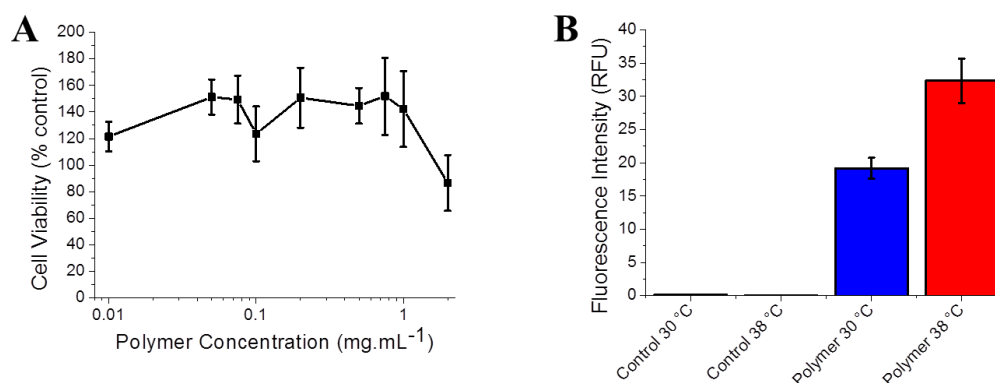 A
200
180
160
140
120
100
80
60
40
20
0
Cell Viability (% control)
0.01
0.1
1
Polymer Concentration (mg.mL⁻¹)
B
40
35
30
25
20
15
10
5
0
Fluorescence Intensity (RFU)
Control 30 °C
Control 38 °C
Polymer 30 °C
Polymer 38 °C